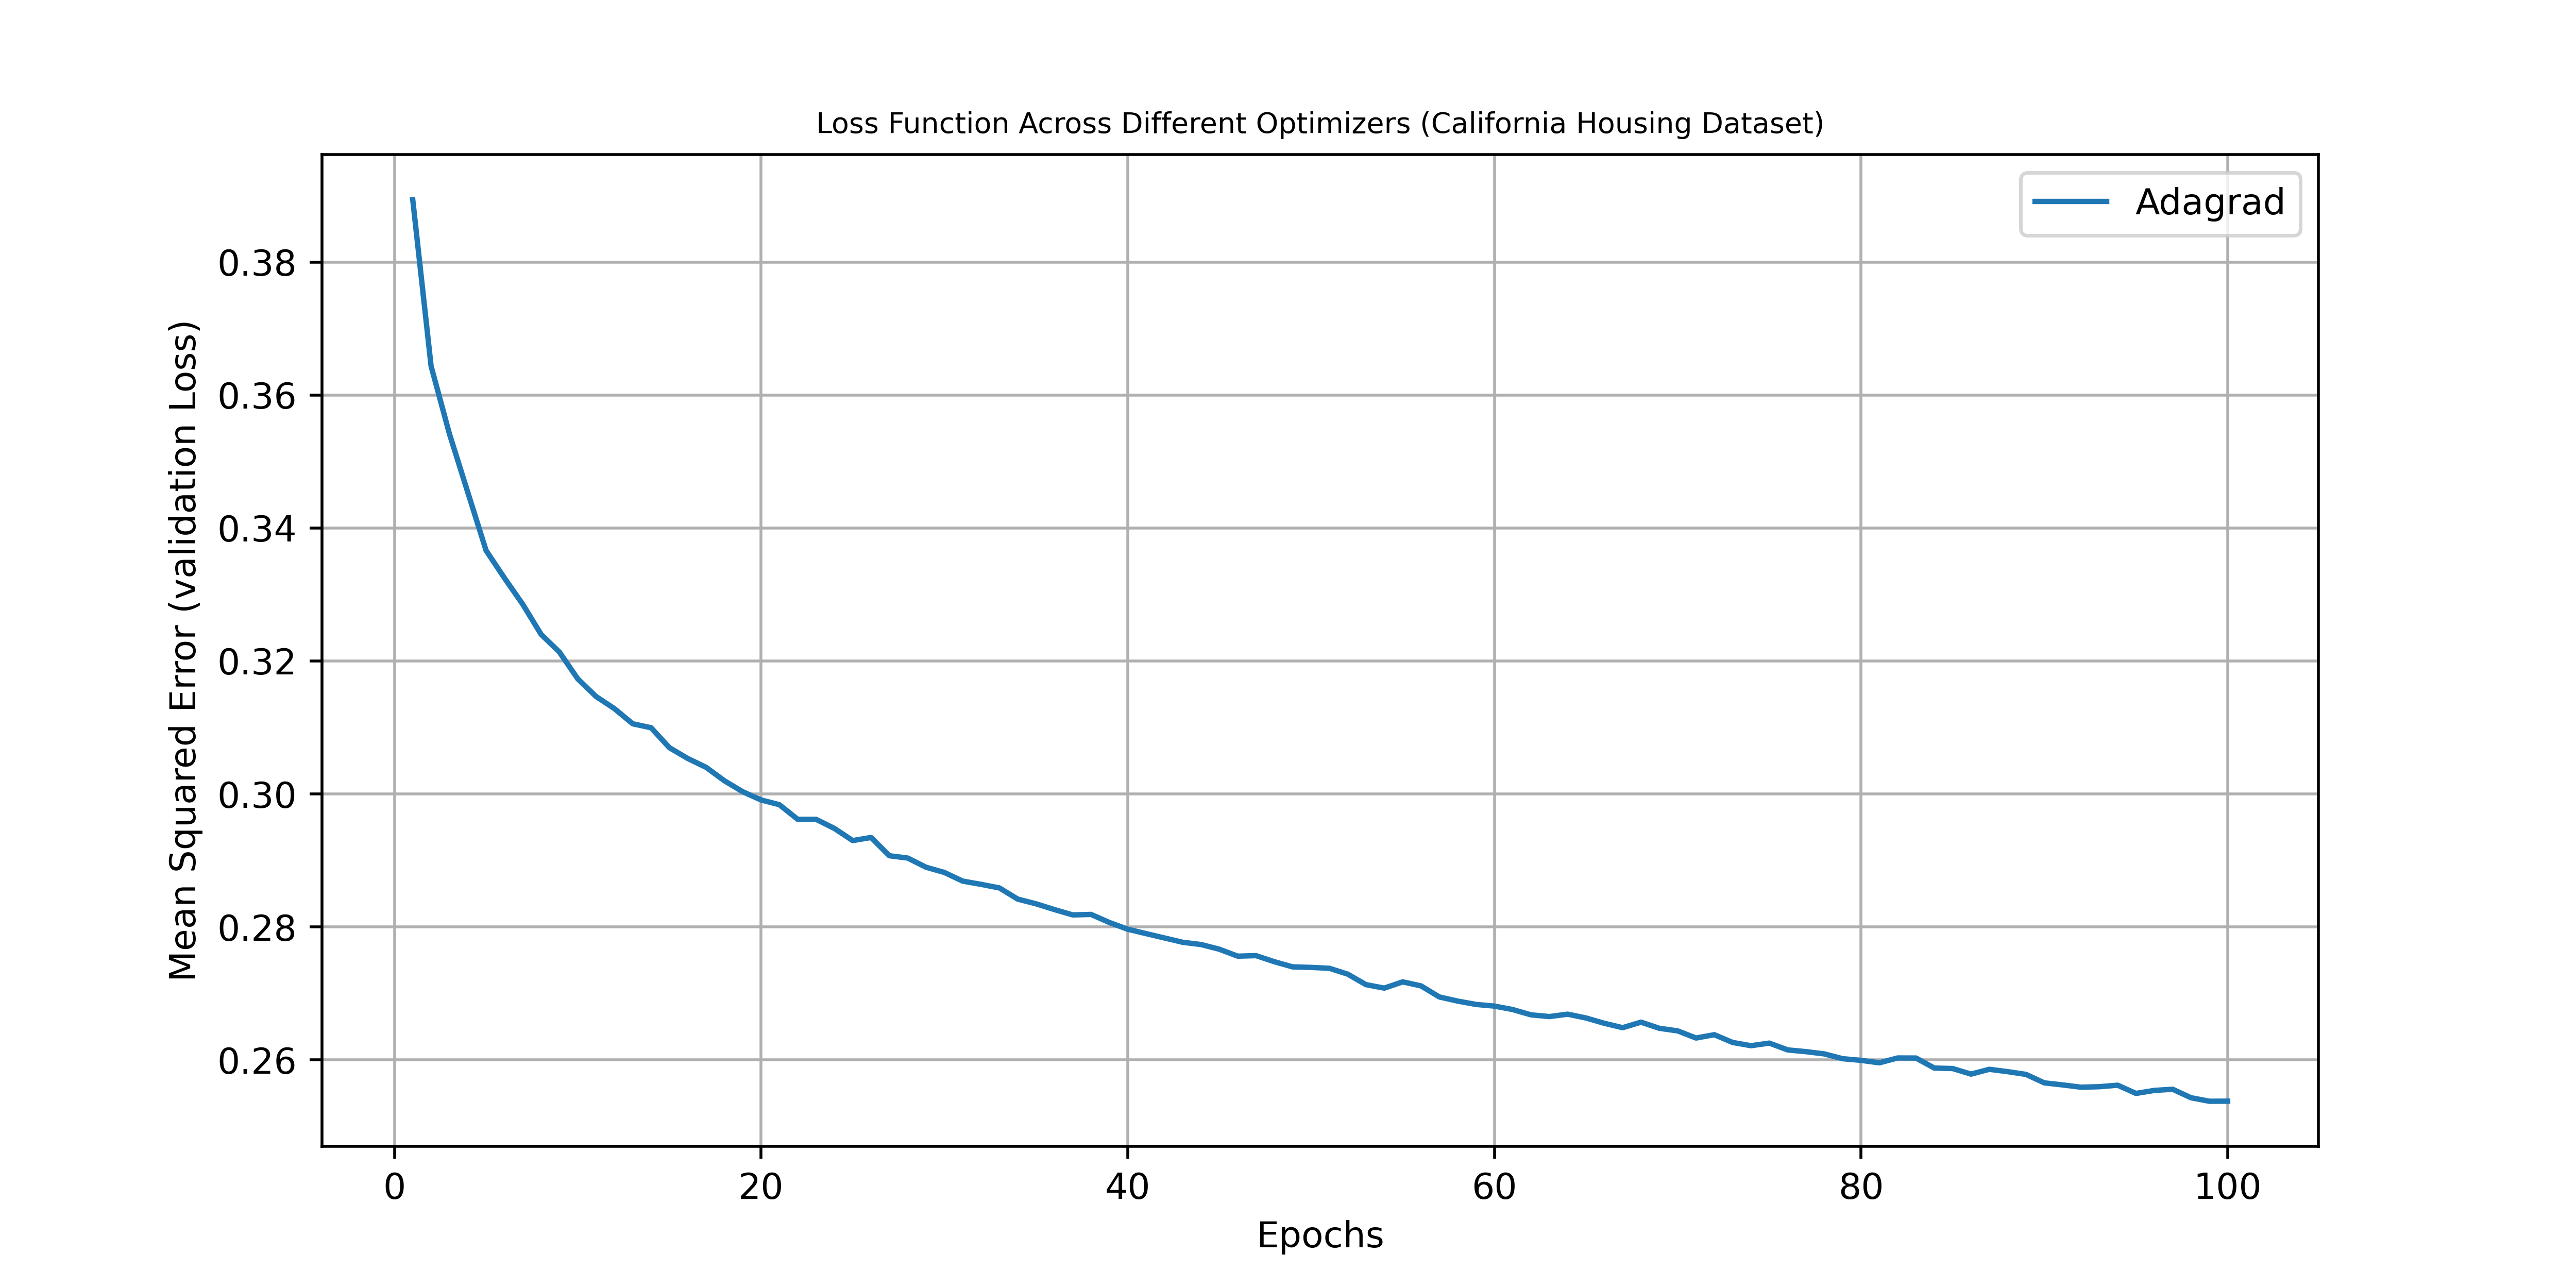 Loss Function Across Different Optimizers (California Housing Dataset)
Adagrad
Mean Squared Error (validation Loss)
0.38
0.36
0.34
0.32
0.30
0.28
0.26
0 20 40 60 80 100
Epochs